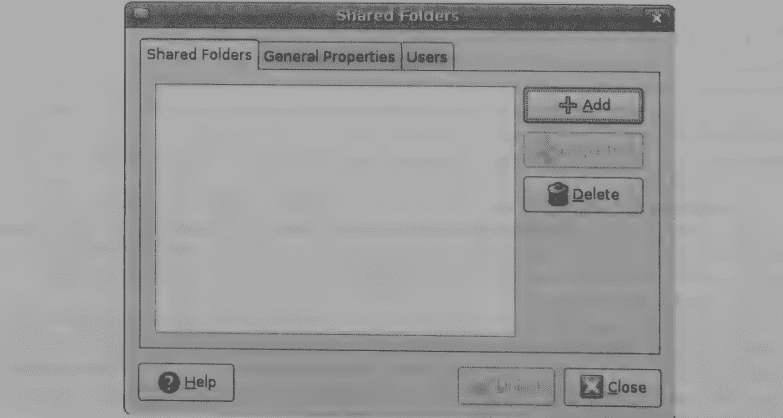 Shared Folders
Shared Folders
General Properties
Users
Add
Delete
Help
Close